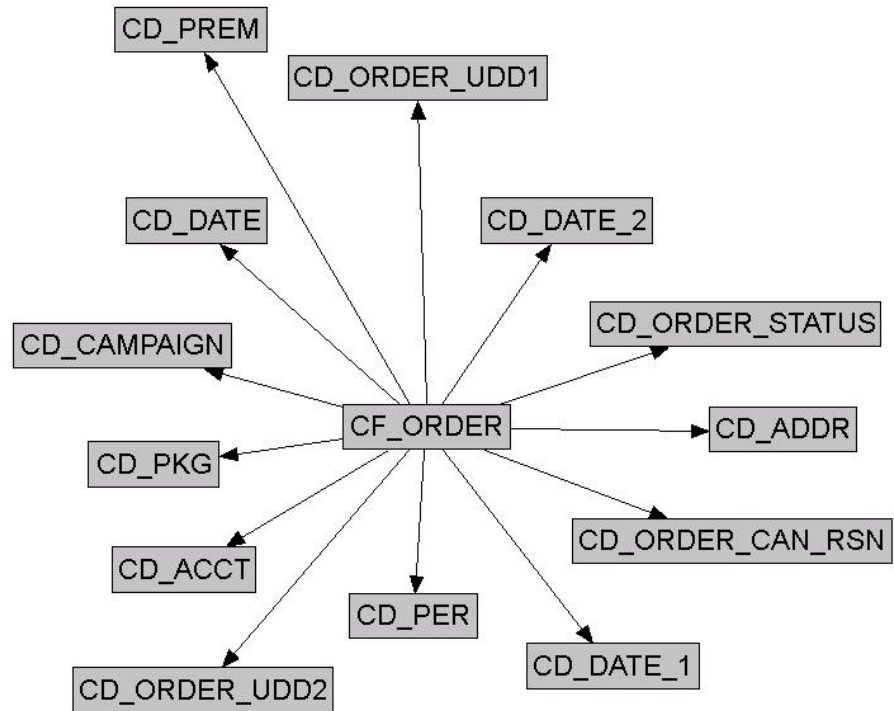 CD_PREM
CD_ORDER_UDD1
CD_DATE
CD_DATE_2
CD_ORDER_STATUS
CD_CAMPAIGN
CF_ORDER
CD_ADDR
CD_PKG
CD_ORDER_CAN_RSN
CD_ACCT
CD_PER
CD_DATE_1
CD_ORDER_UDD2